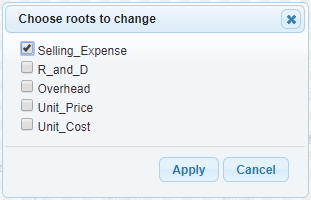 Choose roots to change
Selling_Expense
R_and_D
Overhead
Unit_Price
Unit_Cost
Apply Cancel